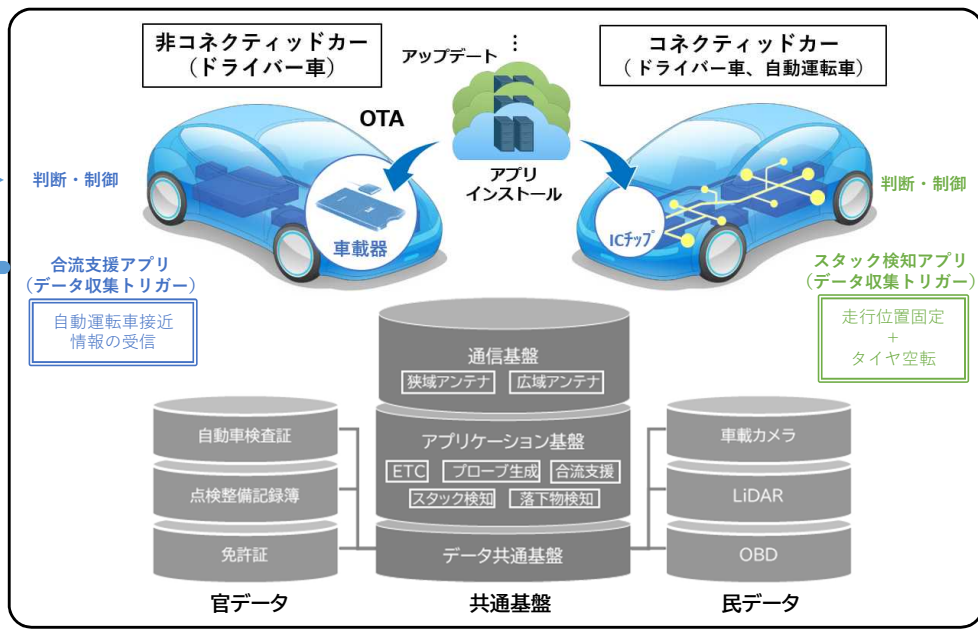 非コネクティッドカー
（ドライバー車）
アップデート
⋮
コネクティッドカー
（ドライバー車、自動運転車）
OTA
アプリ
インストール
判断・制御
車載器
ICﾁｯﾌﾟ
判断・制御
合流支援アプリ
（データ収集トリガー）
自動運転車接近
情報の受信
スタック検知アプリ
（データ収集トリガー）
走行位置固定
+
タイヤ空転
通信基盤
狭域アンテナ
広域アンテナ
自動車検査証
点検整備記録簿
免許証
アプリケーション基盤
ETC
プローブ生成
合流支援
スタック検知
落下物検知
データ共通基盤
車載カメラ
LiDAR
OBD
官データ
共通基盤
民データ